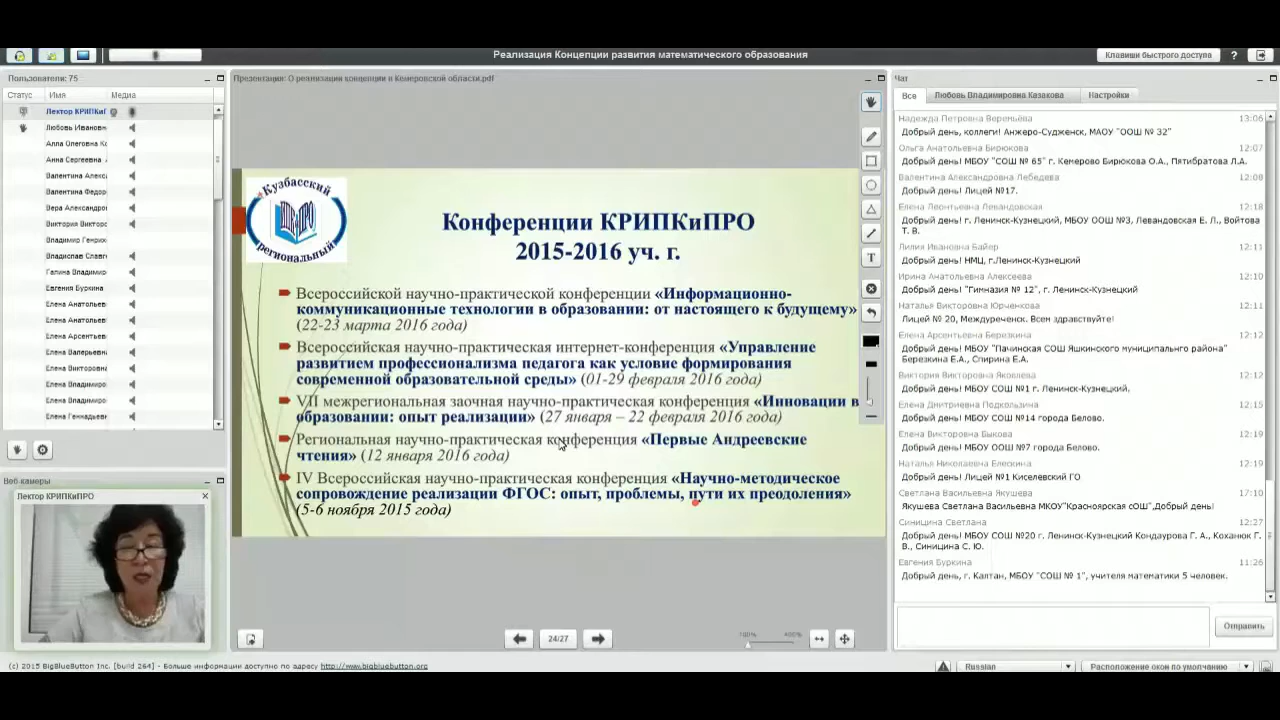 Реализация Концепции развития математического образования
Клавиши быстрого доступа
?
Пользователи: 75
Статус Имя Медиа
Лектор КРИПКиГ
Любовь Ивановн
Алла Олеговна Кс
Анна Сергеевна
Валентина Алекс
Валентина Федор
Вера Александро
Виктория Викторс
Владимир Генрих
Владислав Славг
Галина Владимир
Евгения Буркина
Елена Анатольев
Елена Анатольев
Елена Арсентьев
Елена Валерьевн
Елена Викторовна
Елена Владимиро
Елена Владимиро
Елена Геннадьев
Веб-камеры
Лектор КРИПКиПРО
Презентация: О реализации концепции в Кемеровской области.pdf
Кузбасский
региональный
Конференции КРИПКиПРО
2015-2016 уч. г.
Всероссийской научно-практической конференции «Информационно-
коммуникационные технологии в образовании: от настоящего к будущему»
(22-23 марта 2016 года)
Всероссийская научно-практическая интернет-конференция «Управление
развитием профессионализма педагога как условие формирования
современной образовательной среды» (01-29 февраля 2016 года)
VII межрегиональная заочная научно-практическая конференция «Инновации в
образовании: опыт реализации» (27 января – 22 февраля 2016 года)
Региональная научно-практическая конференция «Первые Андреевские
чтения» (12 января 2016 года)
IV Всероссийская научно-практическая конференция «Научно-методическое
сопровождение реализации ФГОС: опыт, проблемы, пути их преодоления»
(5-6 ноября 2015 года)
T
24/27
100% 400%
Чат
Все Любовь Владимировна Казакова Настройки
Надежда Петровна Веремьёва 13:06
Добрый день, коллеги! Анжеро-Судженск, МАОУ "ООШ № 32"
Ольга Анатольевна Бирюкова 12:07
Добрый день! МБОУ "СОШ № 65" г. Кемерово Бирюкова О.А., Пятибратова Л.А.
Валентина Александровна Лебедева 12:08
Добрый день! Лицей №17.
Елена Леонтьевна Левандовская 12:18
Добрый день! г. Ленинск-Кузнецкий, МБОУ ООШ №3, Левандовская Е. Л., Войтова
Т. В.
Лилия Ивановна Байер 12:11
Добрый день! НМЦ, г.Ленинск-Кузнецкий
Ирина Анатольевна Алексеева 12:10
Добрый день! "Гимназия № 12", г. Ленинск-Кузнецкий
Наталья Викторовна Юрченкова 12:11
Лицей № 20, Междуреченск. Всем здравствуйте!
Елена Арсентьевна Березкина 12:12
Добрый день! МБОУ "Пачинская СОШ Яшкинского муниципальнго района"
Березкина Е.А., Спирина Е.А.
Виктория Викторовна Яковлева 12:12
Добрый день! МБОУ СОШ №1 г. Ленинск-Кузнецкий,
Елена Дмитриевна Подкользина 12:15
Добрый день! МБОУ СОШ №14 города Белово.
Елена Викторовна Быкова 12:19
Добрый день! МБОУ ООШ №7 города Белово.
Наталья Николаевна Елескина 12:19
Добрый день! Лицей №1 Киселевский ГО
Светлана Васильевна Якушева 17:10
Якушева Светлана Васильевна МКОУ"Красноярская сОШ",Добрый день!
Синицина Светлана 12:27
Добрый день! МБОУ СОШ №20 г. Ленинск-Кузнецкий Кондаурова Г. А., Коханюк Г.
В., Синицина С. Ю.
Евгения Буркина 11:26
Добрый день, г. Калтан, МБОУ "СОШ № 1", учителя математики 5 человек.
Отправить
(c) 2015 BigBlueButton Inc. [build 264] - Больше информации доступно по адресу http://www.bigbluebutton.org
Russian
Расположение окон по умолчанию